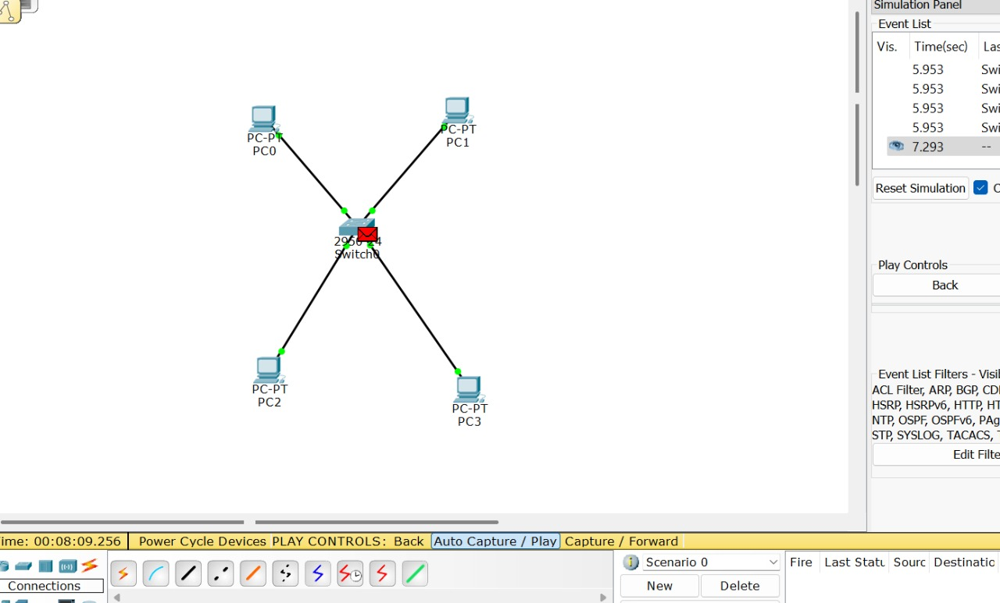 Simulation Panel
Event List
Vis. Time(sec) Las
5.953 Swi
5.953 Swi
5.953 Swi
5.953 Swi
7.293 --
PC-PT
PC0
PC-PT
PC1
Reset Simulation C
Switch0
Play Controls
Back
PC-PT
PC2
PC-PT
PC3
Event List Filters - Visi
ACL Filter, ARP, BGP, CD
HSRP, HSRPv6, HTTP, HT
NTP, OSPF, OSPFv6, PAg
STP, SYSLOG, TACACS, T
Edit Filte
ime: 00:08:09.256 Power Cycle Devices PLAY CONTROLS: Back Auto Capture / Play Capture / Forward
Connections
Scenario 0
New Delete
Fire Last Statu Sourc Destinatio